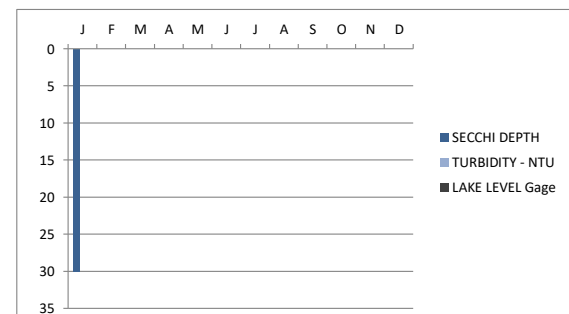 J F M A M J J A S O N D
0
5
10
15
20
25
30
35
SECCHI DEPTH
TURBIDITY - NTU
LAKE LEVEL Gage